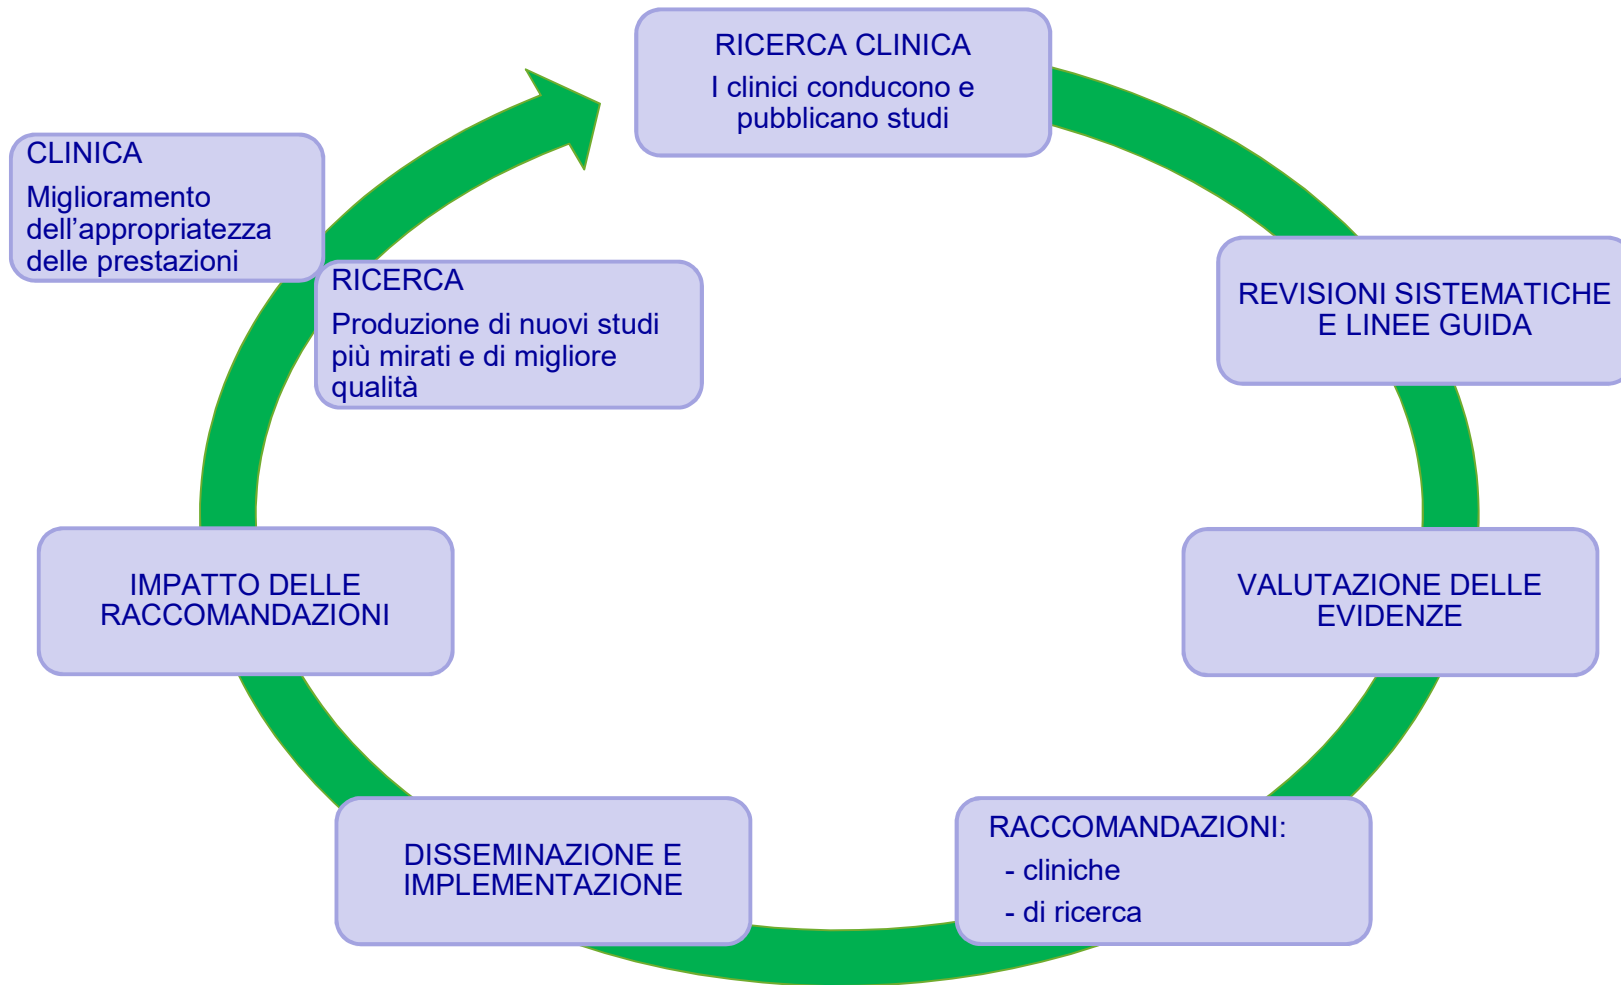 RICERCA CLINICA
I clinici conducono e
pubblicano studi
REVISIONI SISTEMATICHE
E LINEE GUIDA
VALUTAZIONE DELLE
EVIDENZE
RACCOMANDAZIONI:
- cliniche
- di ricerca
DISSEMINAZIONE E
IMPLEMENTAZIONE
IMPATTO DELLE
RACCOMANDAZIONI
CLINICA
Miglioramento
dell’appropriatezza
delle prestazioni
RICERCA
Produzione di nuovi studi
più mirati e di migliore
qualità